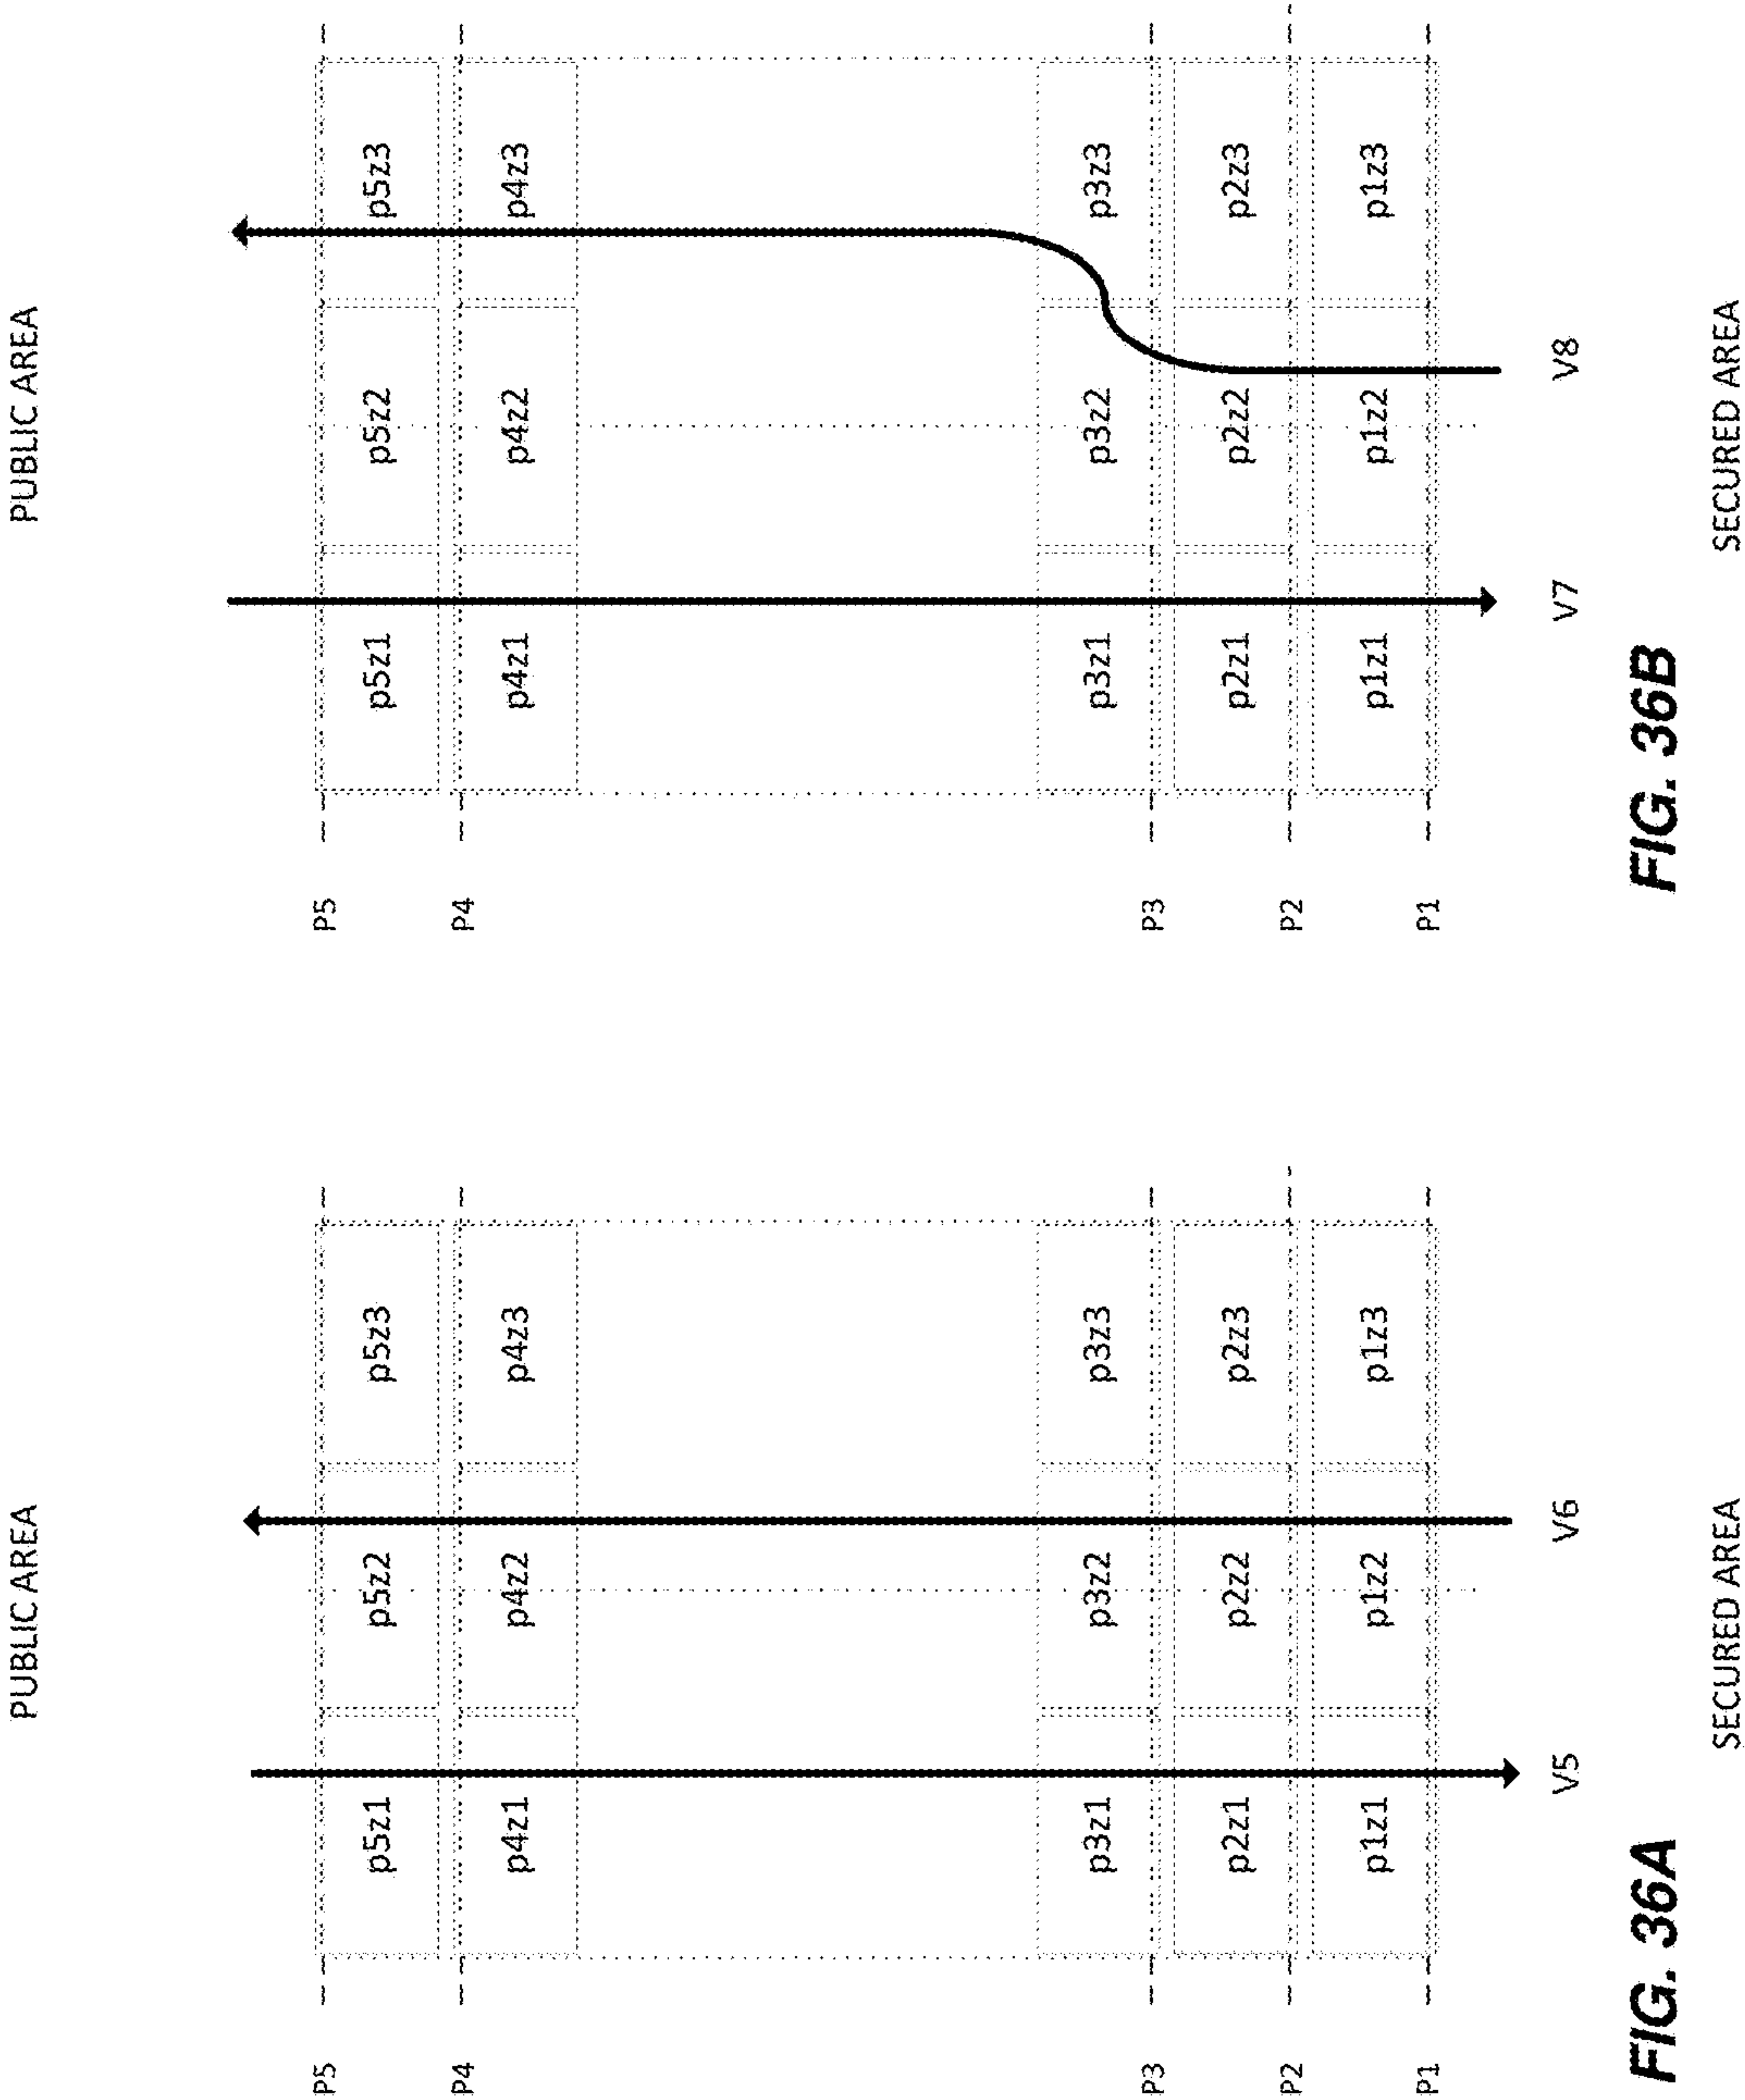 PUBLIC AREA
P5
p5z1 p5z2 p5z3
P4
p4z1 p4z2 p4z3
P3
p3z1 p3z2 p3z3
P2
p2z1 p2z2 p2z3
P1
p1z1 p1z2 p1z3
V5 V6
FIG. 36A
SECURED AREA
PUBLIC AREA
P5
p5z1 p5z2 p5z3
P4
p4z1 p4z2 p4z3
P3
p3z1 p3z2 p3z3
P2
p2z1 p2z2 p2z3
P1
p1z1 p1z2 p1z3
V7 V8
FIG. 36B
SECURED AREA